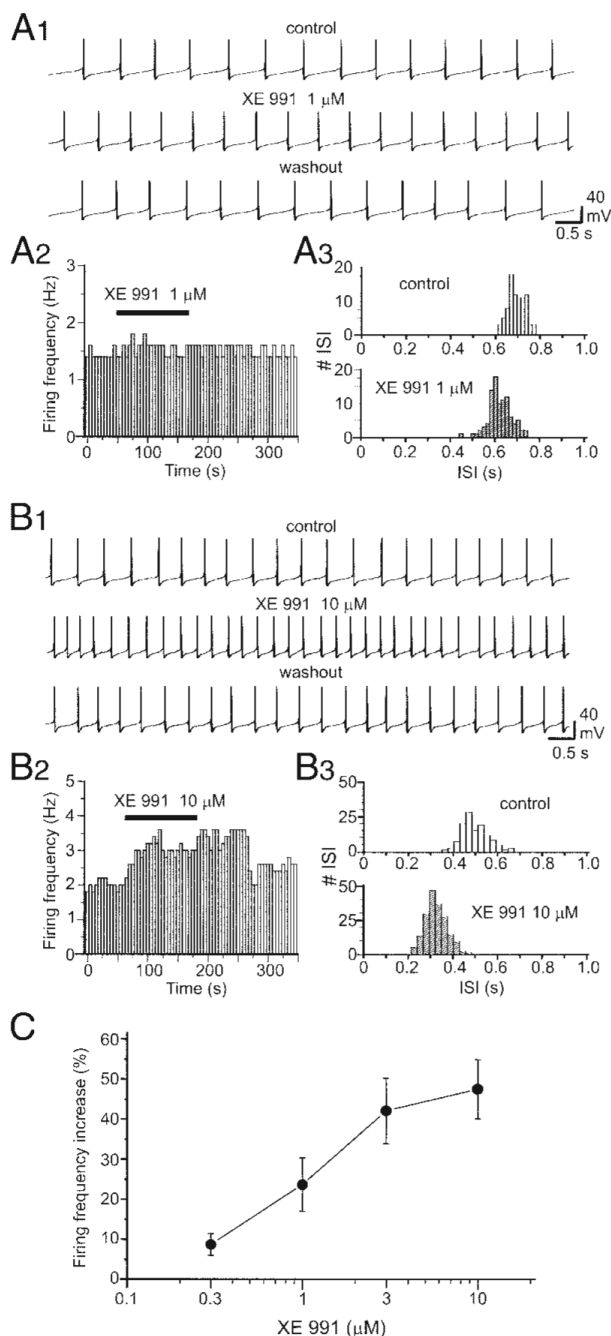 A1
control
XE 991 1 µM
washout
40
mV
0.5 s
A2
3
2
1
0
Firing frequency (Hz)
XE 991 1 µM
0 100 200 300
Time (s)
A3
20
10
0
control
0 0.2 0.4 0.6 0.8 1.0
# ISI
20
10
0
XE 991 1 µM
0 0.2 0.4 0.6 0.8 1.0
ISI (s)
B1
control
XE 991 10 µM
washout
40
mV
0.5 s
B2
5
4
3
2
1
0
Firing frequency (Hz)
XE 991 10 µM
0 100 200 300
Time (s)
B3
50
25
0
control
0 0.2 0.4 0.6 0.8 1.0
# ISI
50
25
0
XE 991 10 µM
0 0.2 0.4 0.6 0.8 1.0
ISI (s)
C
60
50
40
30
20
10
0
Firing frequency increase (%)
0.1 0.3 1 3 10
XE 991 (µM)